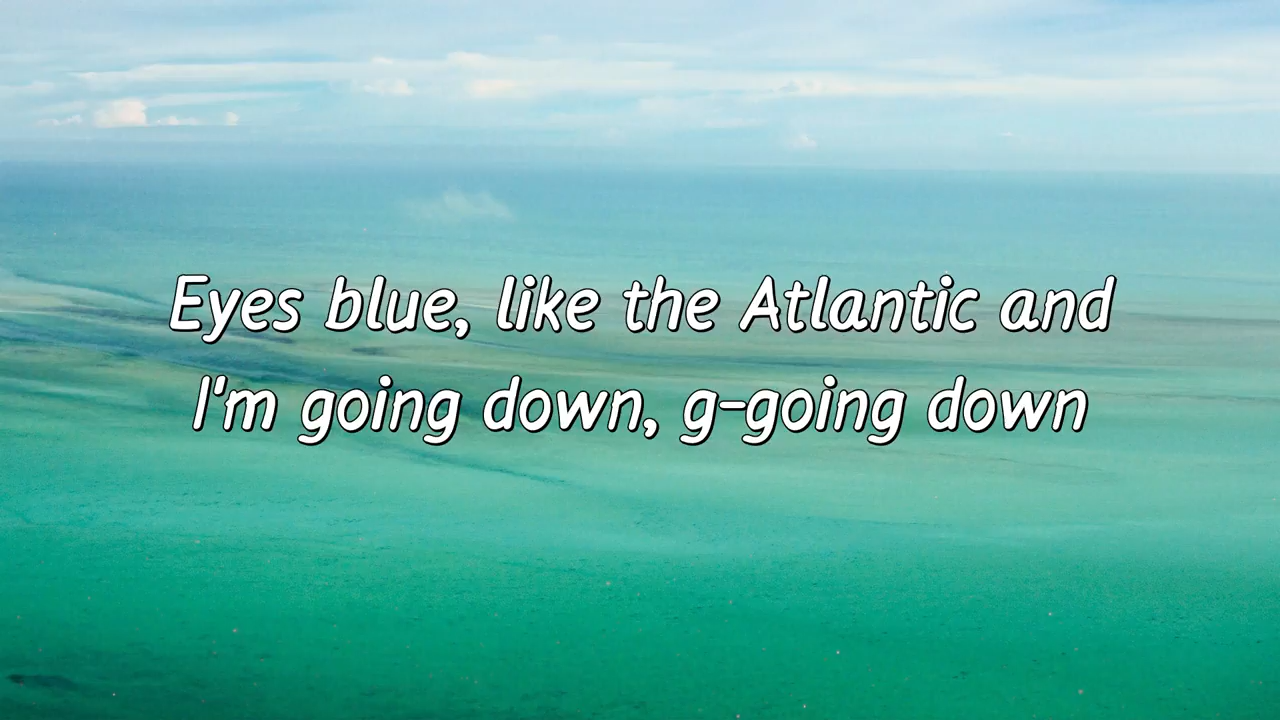 Eyes blue, like the Atlantic and
I'm going down, g-going down